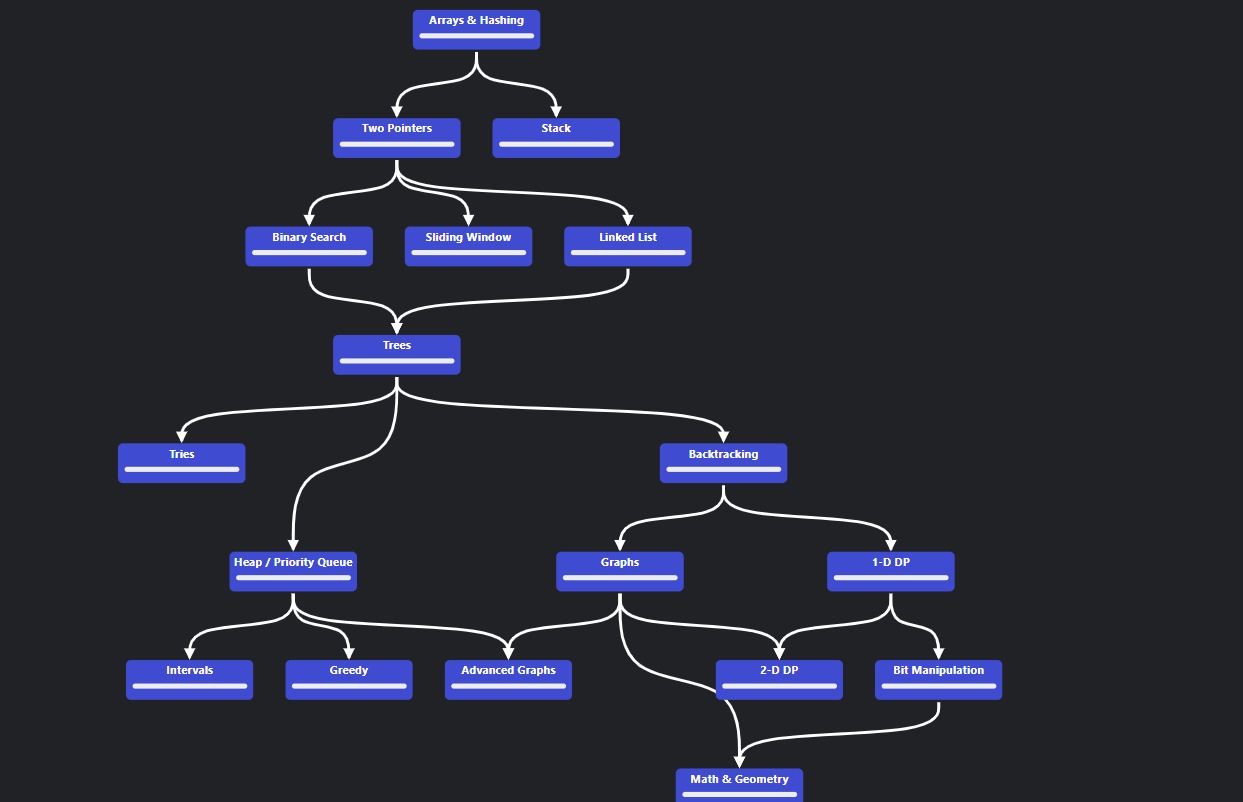 Arrays & Hashing
Two Pointers
Stack
Binary Search
Sliding Window
Linked List
Trees
Tries
Backtracking
Heap / Priority Queue
Graphs
1-D DP
Intervals
Greedy
Advanced Graphs
2-D DP
Bit Manipulation
Math & Geometry